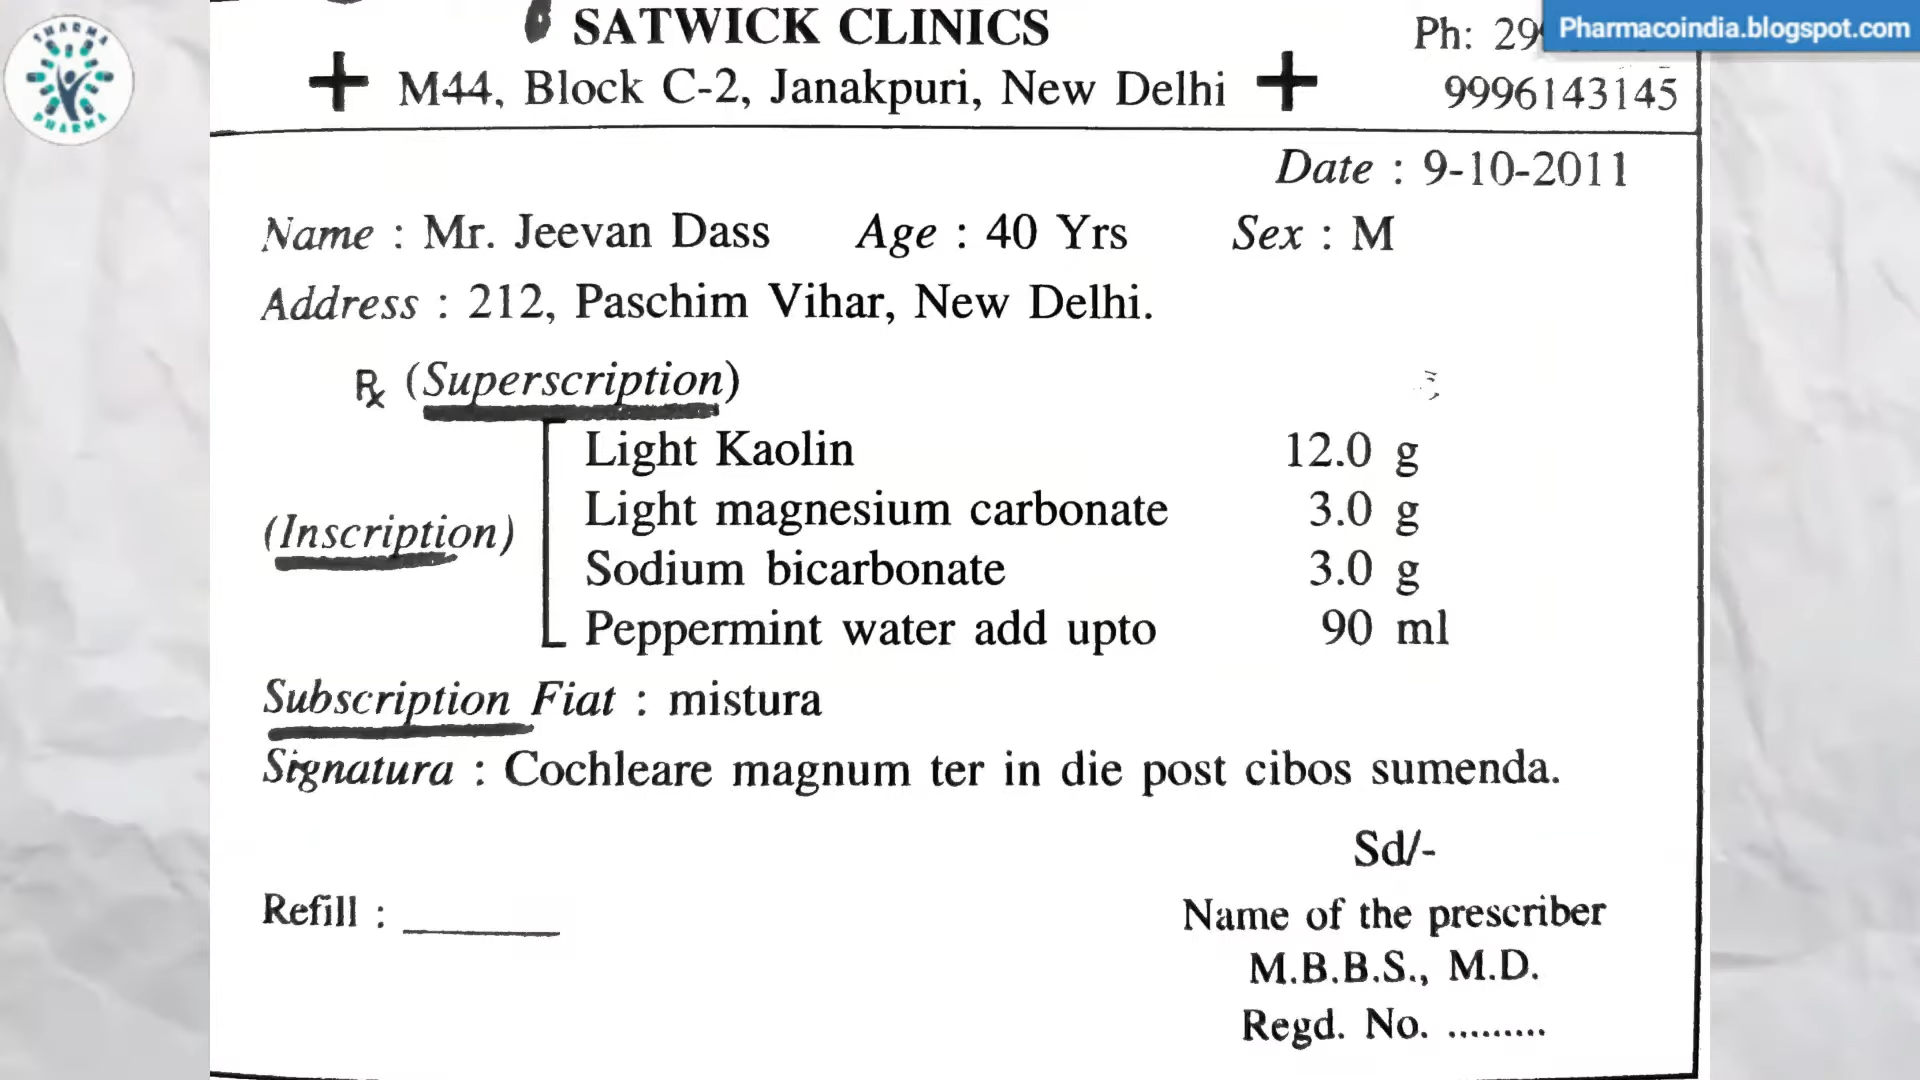 PHARMA
PHARMA
SATWICK CLINICS
M44, Block C-2, Janakpuri, New Delhi
Ph: 29
Pharmacoindia.blogspot.com
9996143145
Date : 9-10-2011
Name : Mr. Jeevan Dass Age : 40 Yrs Sex : M
Address : 212, Paschim Vihar, New Delhi.
℞ (Superscription)
Light Kaolin 12.0 g
Light magnesium carbonate 3.0 g
(Inscription)
Sodium bicarbonate 3.0 g
Peppermint water add upto 90 ml
Subscription Fiat : mistura
Signatura : Cochleare magnum ter in die post cibos sumenda.
Sd/-
Refill : ______
Name of the prescriber
M.B.B.S., M.D.
Regd. No. .........